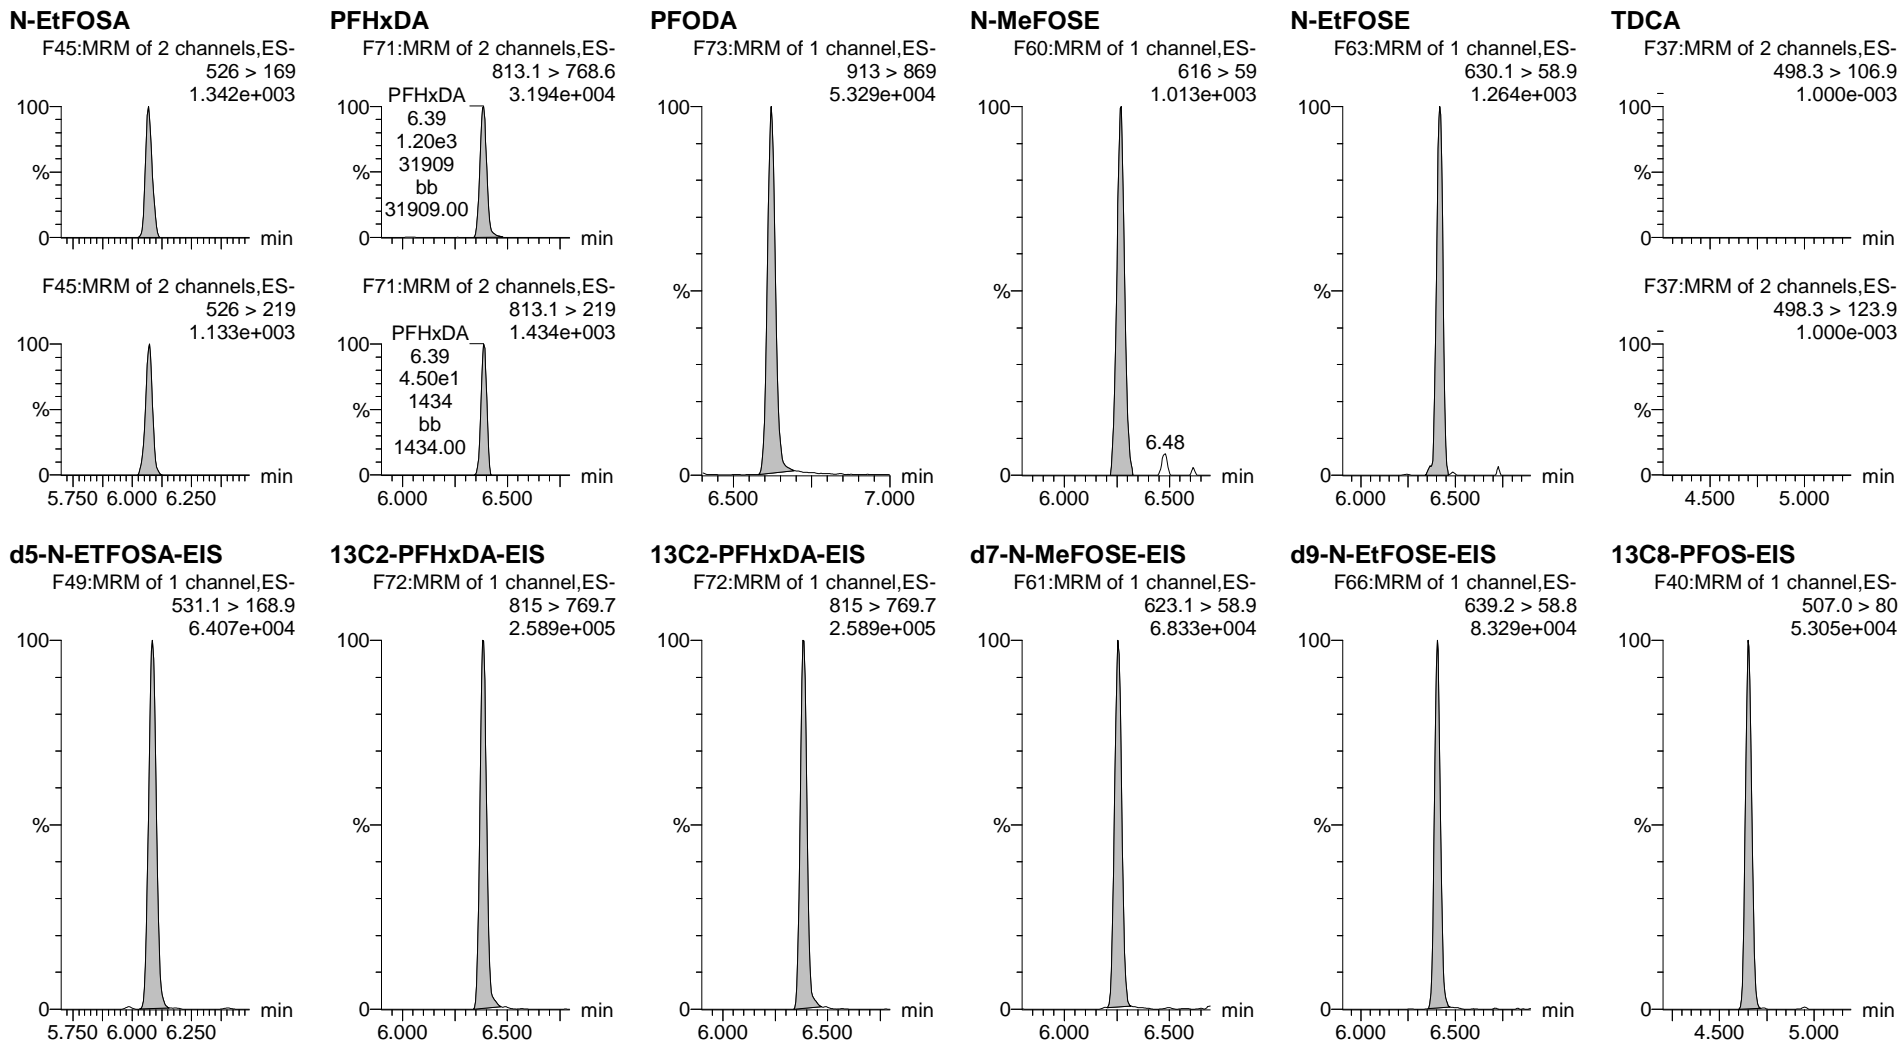 N-EtFOSA
F45:MRM of 2 channels,ES-
526 > 169
1.342e+003
100
%
0
min
F45:MRM of 2 channels,ES-
526 > 219
1.133e+003
100
%
0
min
5.750 6.000 6.250
PFHxDA
F71:MRM of 2 channels,ES-
813.1 > 768.6
3.194e+004
PFHxDA
6.39
1.20e3
31909
bb
31909.00
100
%
0
min
F71:MRM of 2 channels,ES-
813.1 > 219
1.434e+003
PFHxDA
6.39
4.50e1
1434
bb
1434.00
100
%
0
min
6.000 6.500
PFODA
F73:MRM of 1 channel,ES-
913 > 869
5.329e+004
100
%
0
min
6.500 7.000
N-MeFOSE
F60:MRM of 1 channel,ES-
616 > 59
1.013e+003
100
%
6.48
0
min
6.000 6.500
N-EtFOSE
F63:MRM of 1 channel,ES-
630.1 > 58.9
1.264e+003
100
%
0
min
6.000 6.500
TDCA
F37:MRM of 2 channels,ES-
498.3 > 106.9
1.000e-003
100
%
0
min
F37:MRM of 2 channels,ES-
498.3 > 123.9
1.000e-003
100
%
0
min
4.500 5.000
d5-N-ETFOSA-EIS
F49:MRM of 1 channel,ES-
531.1 > 168.9
6.407e+004
100
%
0
min
5.750 6.000 6.250
13C2-PFHxDA-EIS
F72:MRM of 1 channel,ES-
815 > 769.7
2.589e+005
100
%
0
min
6.000 6.500
13C2-PFHxDA-EIS
F72:MRM of 1 channel,ES-
815 > 769.7
2.589e+005
100
%
0
min
6.000 6.500
d7-N-MeFOSE-EIS
F61:MRM of 1 channel,ES-
623.1 > 58.9
6.833e+004
100
%
0
min
6.000 6.500
d9-N-EtFOSE-EIS
F66:MRM of 1 channel,ES-
639.2 > 58.8
8.329e+004
100
%
0
min
6.000 6.500
13C8-PFOS-EIS
F40:MRM of 1 channel,ES-
507.0 > 80
5.305e+004
100
%
0
min
4.500 5.000